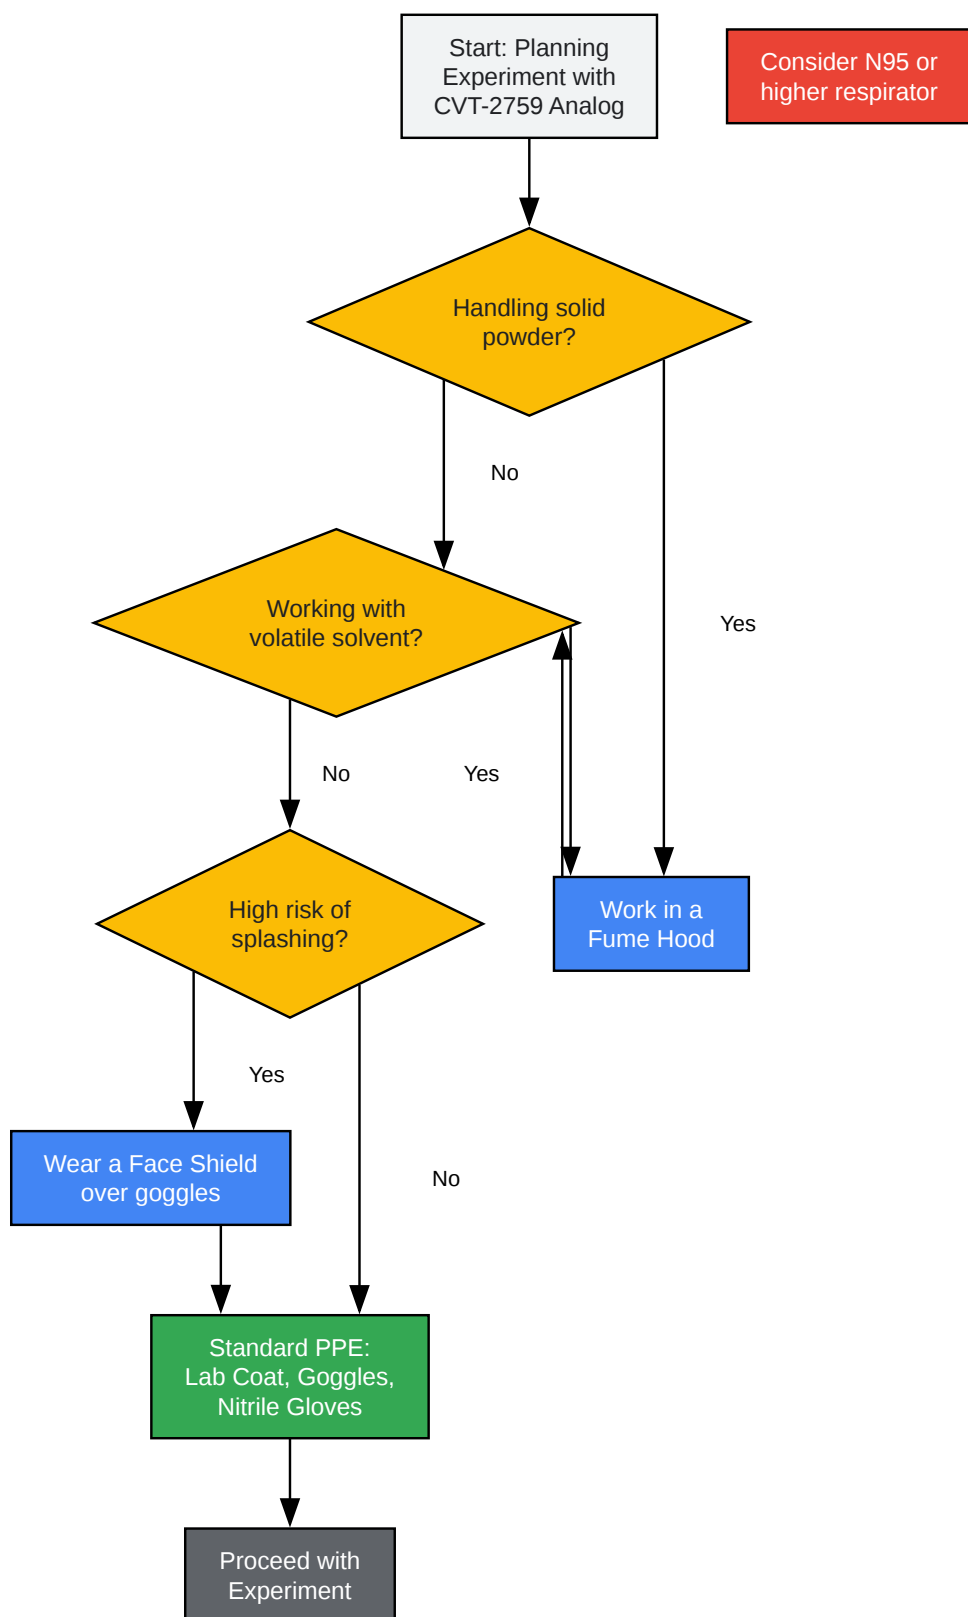 Start: Planning
Experiment with
CVT-2759 Analog
Consider N95 or
higher respirator
Handling solid
powder?
No
Yes
Working with
volatile solvent?
No
Yes
High risk of
splashing?
Work in a
Fume Hood
Yes
No
Wear a Face Shield
over goggles
Standard PPE:
Lab Coat, Goggles,
Nitrile Gloves
Proceed with
Experiment